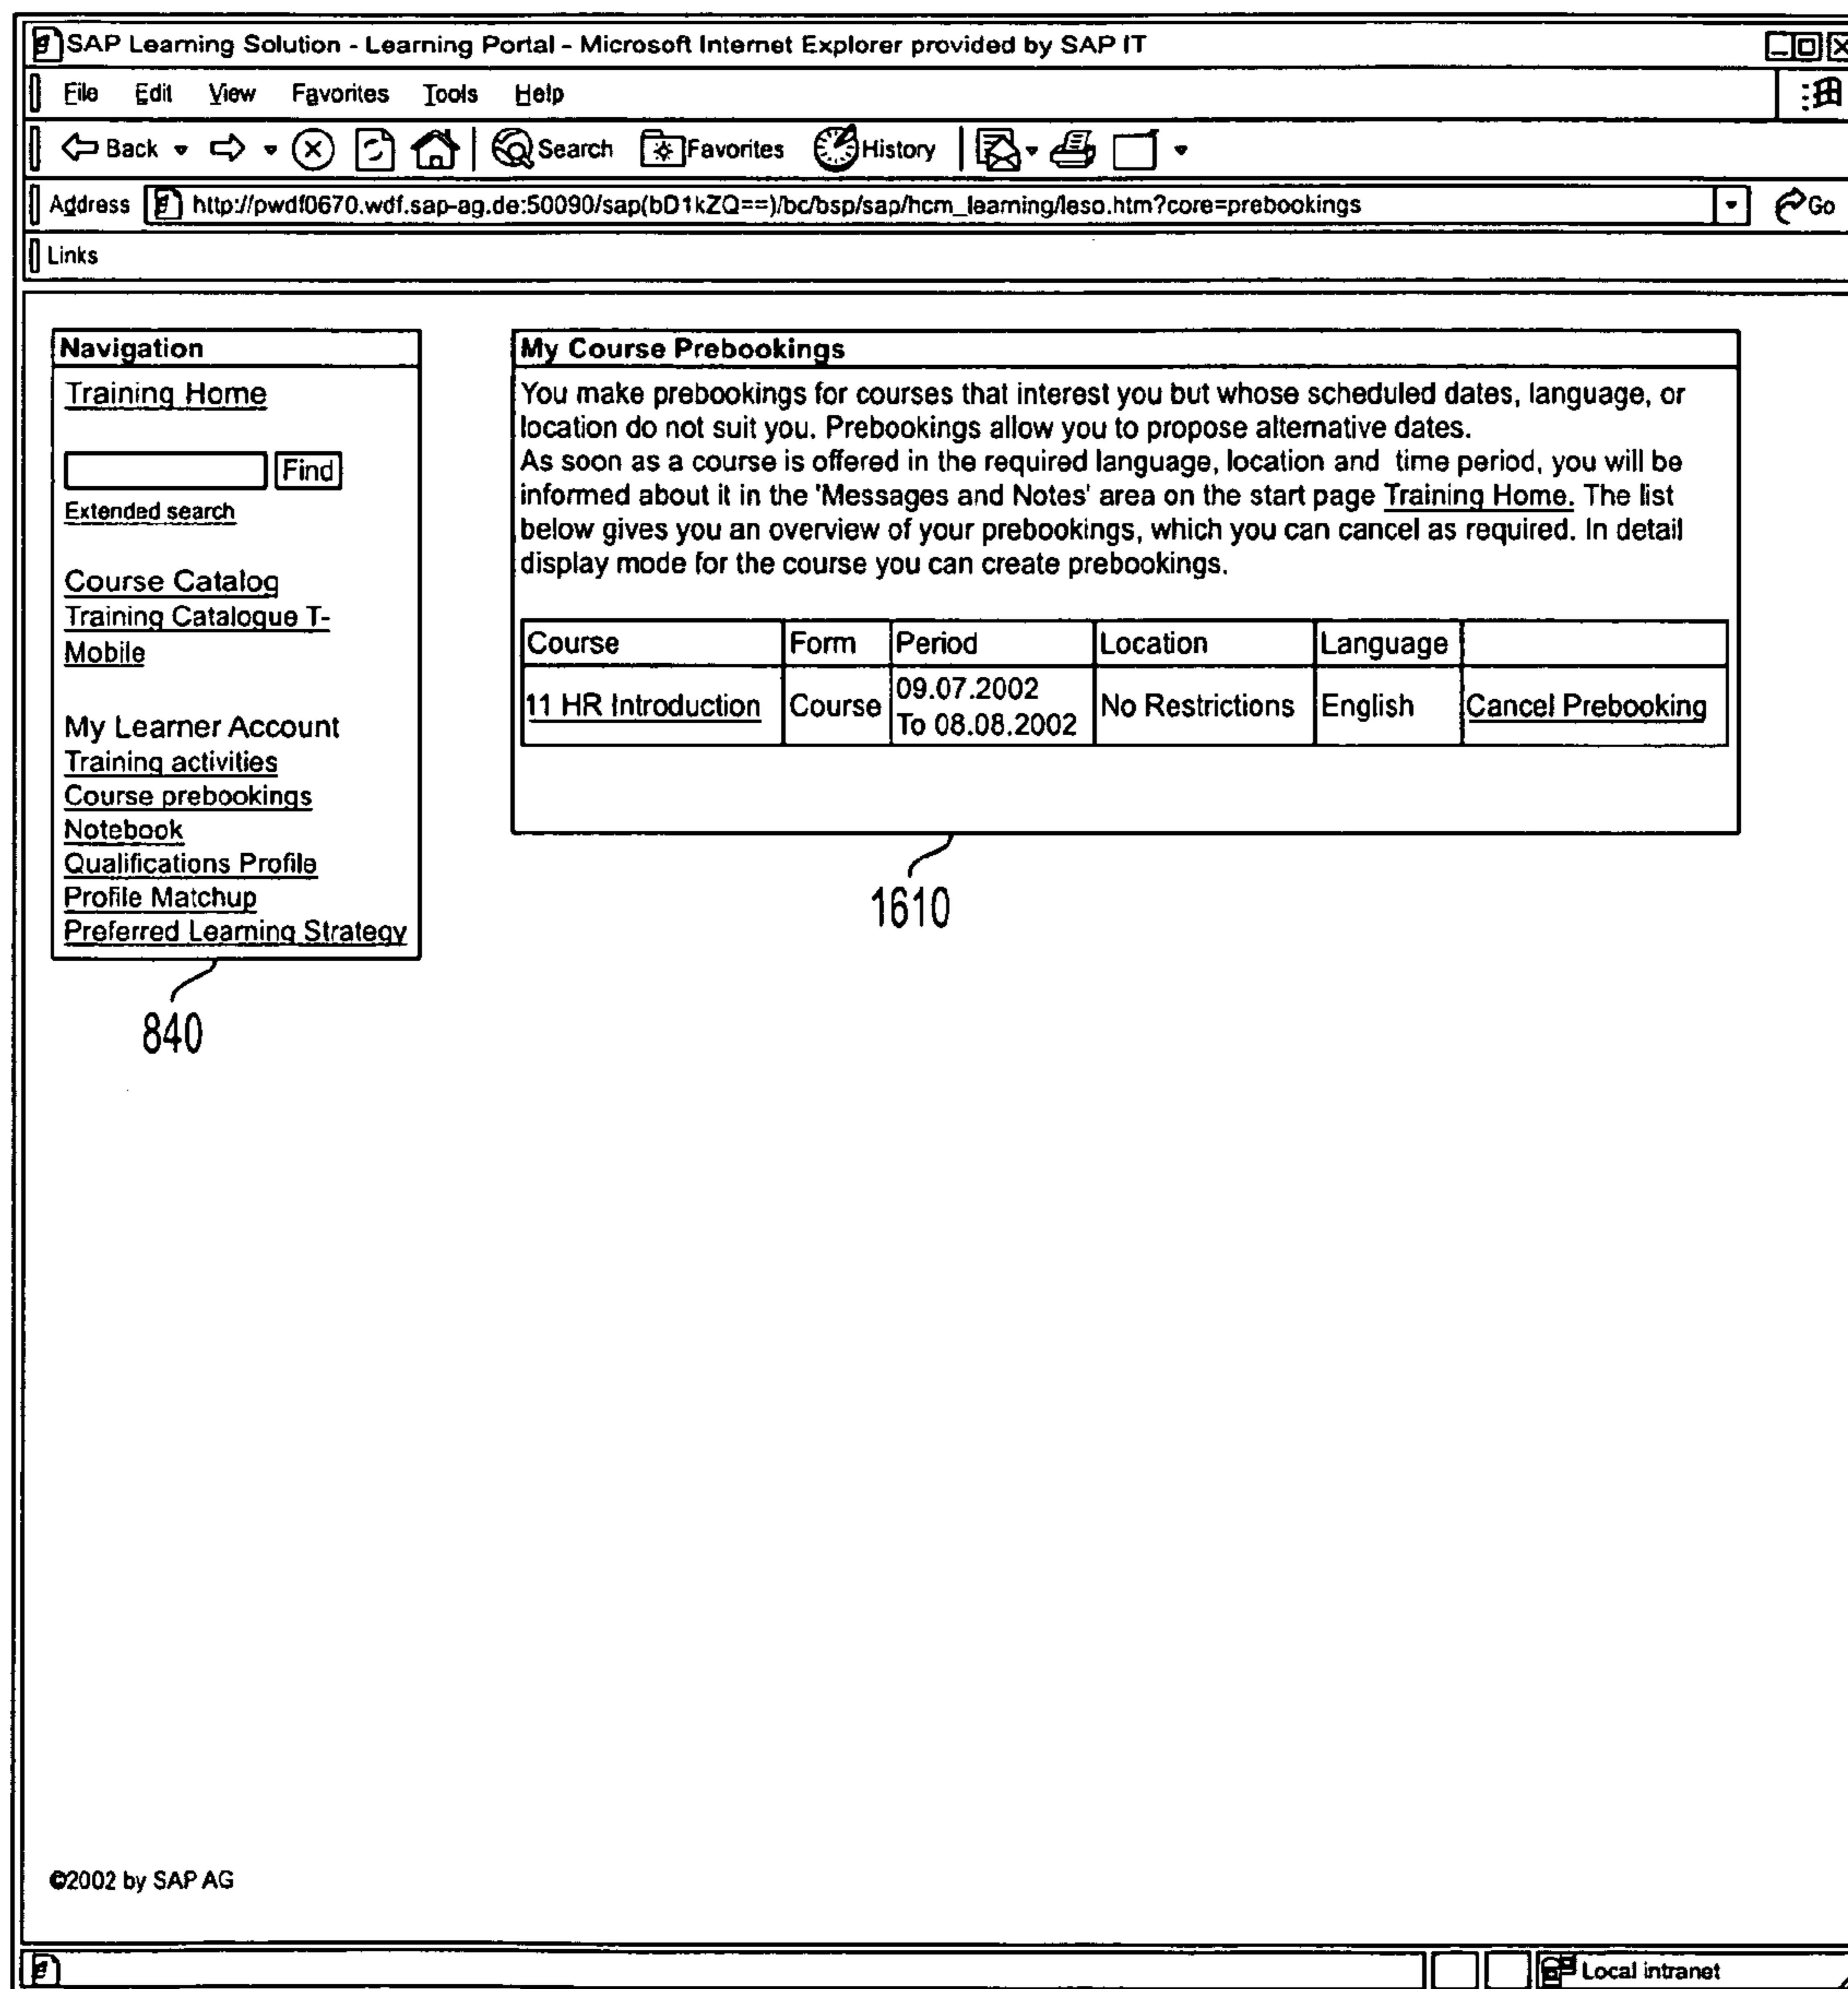 SAP Learning Solution - Learning Portal - Microsoft Internet Explorer provided by SAP IT
File Edit View Favorites Tools Help
Back Search Favorites History
Address http://pwdf0670.wdf.sap-ag.de:50090/sap(bD1kZQ==)/bc/bsp/sap/hcm_learning/leso.htm?core=prebookings Go
Links
Navigation
Training Home
Find
Extended search
Course Catalog
Training Catalogue T-
Mobile
My Learner Account
Training activities
Course prebookings
Notebook
Qualifications Profile
Profile Matchup
Preferred Learning Strategy
840
My Course Prebookings
You make prebookings for courses that interest you but whose scheduled dates, language, or
location do not suit you. Prebookings allow you to propose alternative dates.
As soon as a course is offered in the required language, location and time period, you will be
informed about it in the 'Messages and Notes' area on the start page Training Home. The list
below gives you an overview of your prebookings, which you can cancel as required. In detail
display mode for the course you can create prebookings.
Course Form Period Location Language
11 HR Introduction Course 09.07.2002 To 08.08.2002 No Restrictions English Cancel Prebooking
1610
©2002 by SAP AG
Local intranet